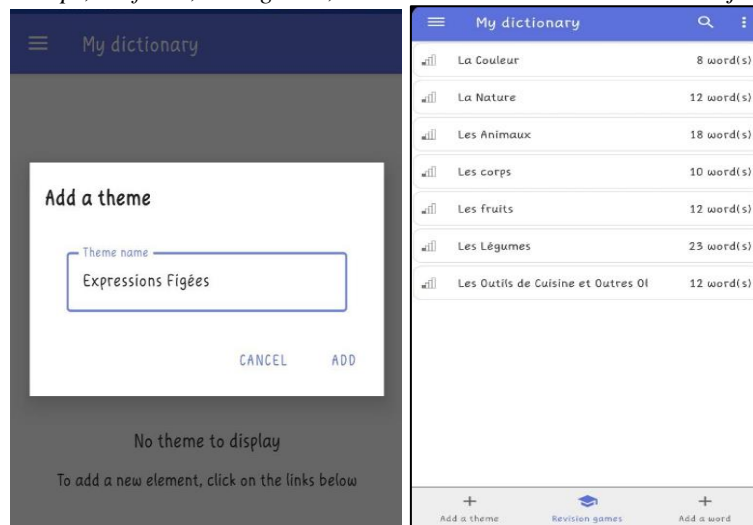 My dictionary
Add a theme
Theme name
Expressions Figées
CANCEL ADD
No theme to display
To add a new element, click on the links below
My dictionary
La Couleur 8 word(s)
La Nature 12 word(s)
Les Animaux 18 word(s)
Les corps 10 word(s)
Les fruits 12 word(s)
Les Légumes 23 word(s)
Les Outils de Cuisine et Outres Ol 12 word(s)
Add a theme Revision games Add a word